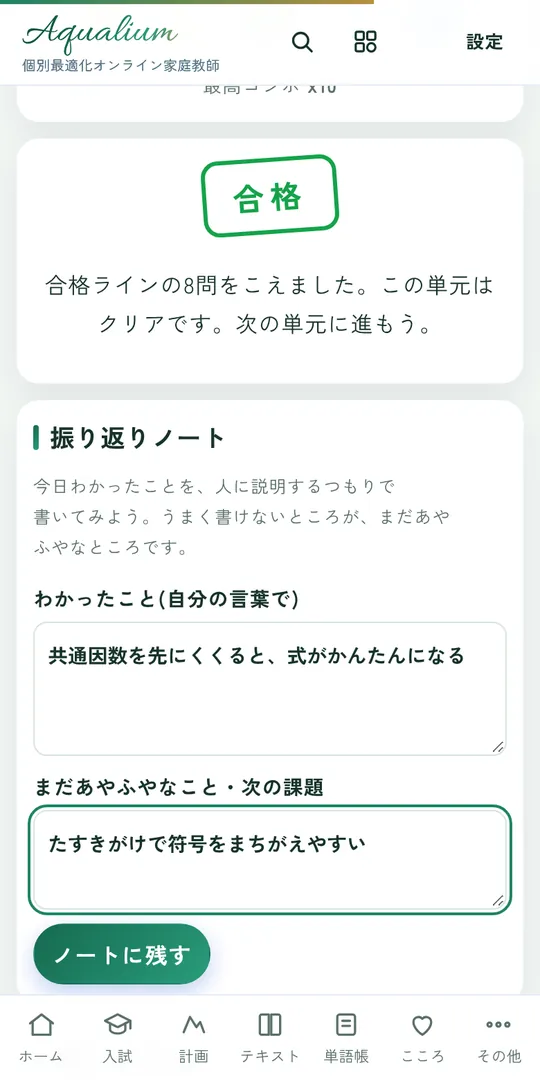 Aqualium
個別最適化オンライン家庭教師
設定
最高コンボ x10
合格
合格ラインの8問をこえました。この単元は
クリアです。次の単元に進もう。
振り返りノート
今日わかったことを、人に説明するつもりで
書いてみよう。うまく書けないところが、まだあや
ふやなところです。
わかったこと(自分の言葉で)
共通因数を先にくくると、式がかんたんになる
まだあやふやなこと・次の課題
たすきがけで符号をまちがえやすい
ノートに残す
ホーム 入試 計画 テキスト 単語帳 こころ その他